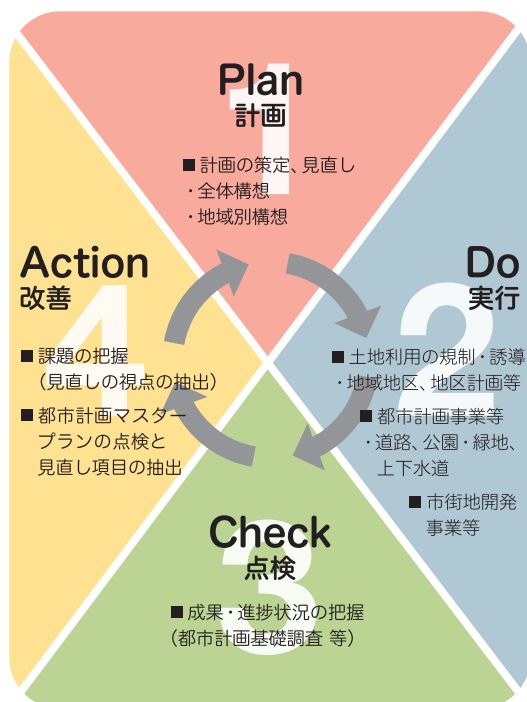 1
Plan
計画
■ 計画の策定、見直し
・全体構想
・地域別構想
2
Do
実行
■ 土地利用の規制・誘導
・地域地区、地区計画等
■ 都市計画事業等
・道路、公園・緑地、
上下水道
■ 市街地開発
事業等
3
Check
点検
■ 成果・進捗状況の把握
（都市計画基礎調査 等）
4
Action
改善
■ 課題の把握
（見直しの視点の抽出）
■ 都市計画マスター
プランの点検と
見直し項目の抽出